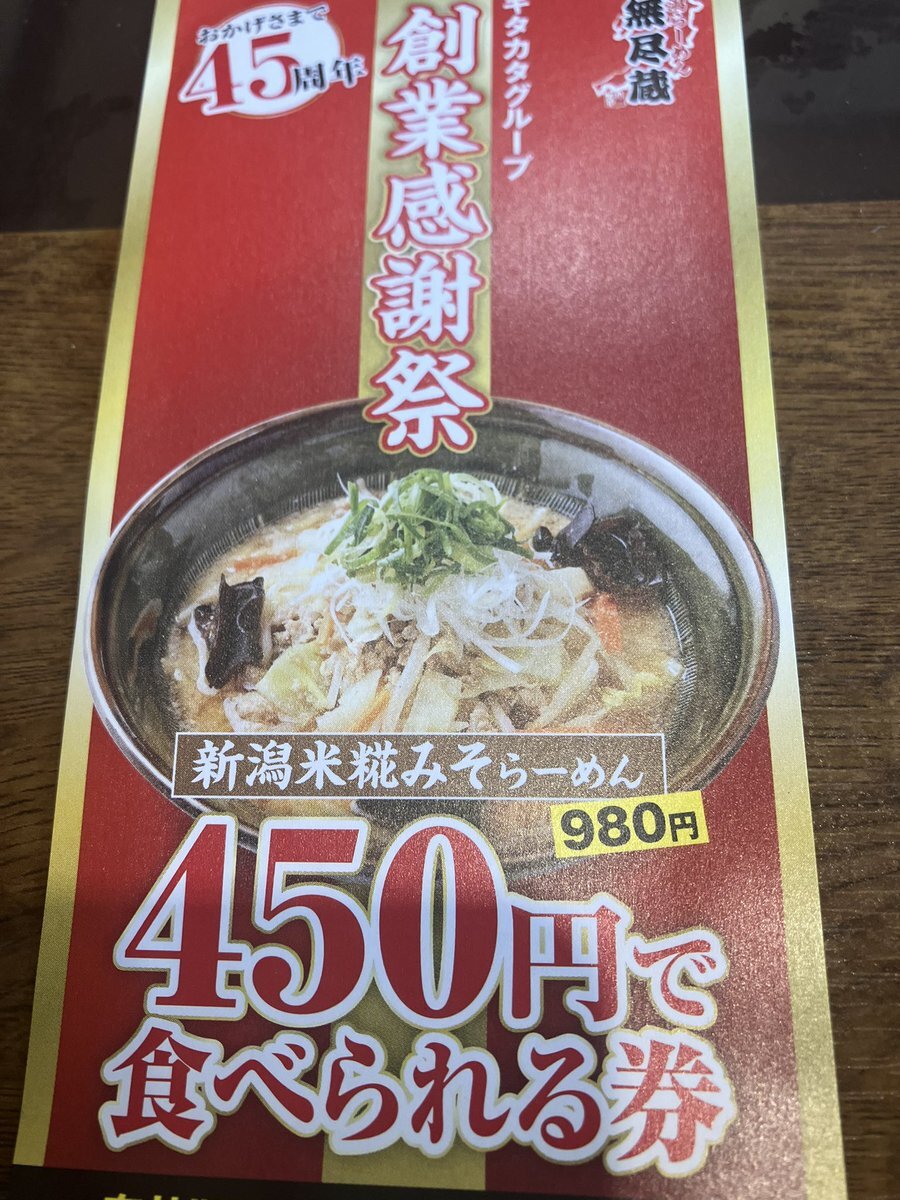 おかげさまで
45周年
無尽蔵
キタカタグループ
創業感謝祭
新潟米糀みそらーめん
980円
450円で
食べられる券